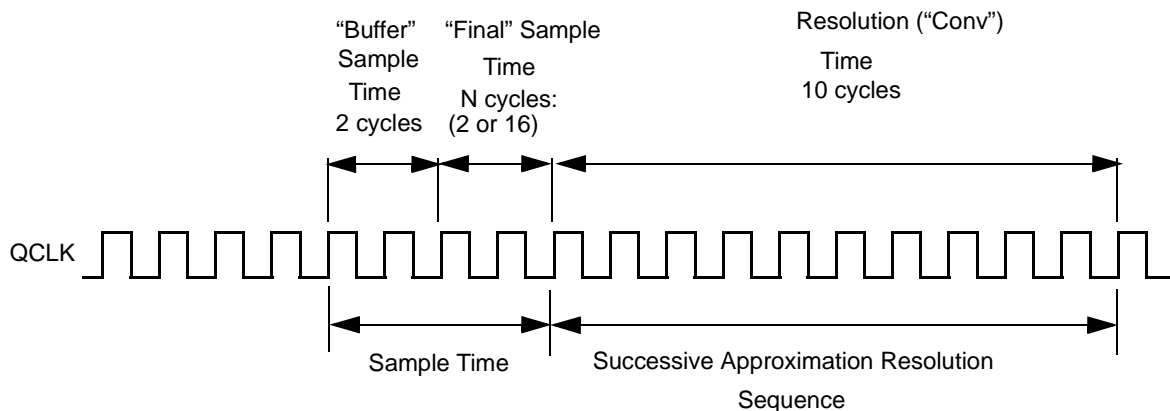 “Buffer”
Sample
Time
2 cycles
“Final” Sample
Time
N cycles:
(2 or 16)
Resolution (“Conv”)
Time
10 cycles
QCLK
Sample Time
Successive Approximation Resolution
Sequence